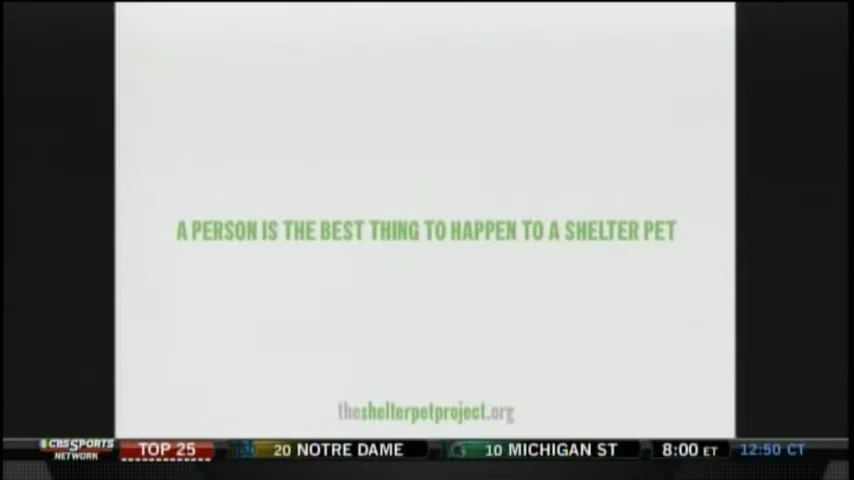 A PERSON IS THE BEST THING TO HAPPEN TO A SHELTER PET
theshelterpetproject.org
CBS SPORTS NETWORK TOP 25 20 NOTRE DAME 10 MICHIGAN ST 8:00 ET 12:50 CT